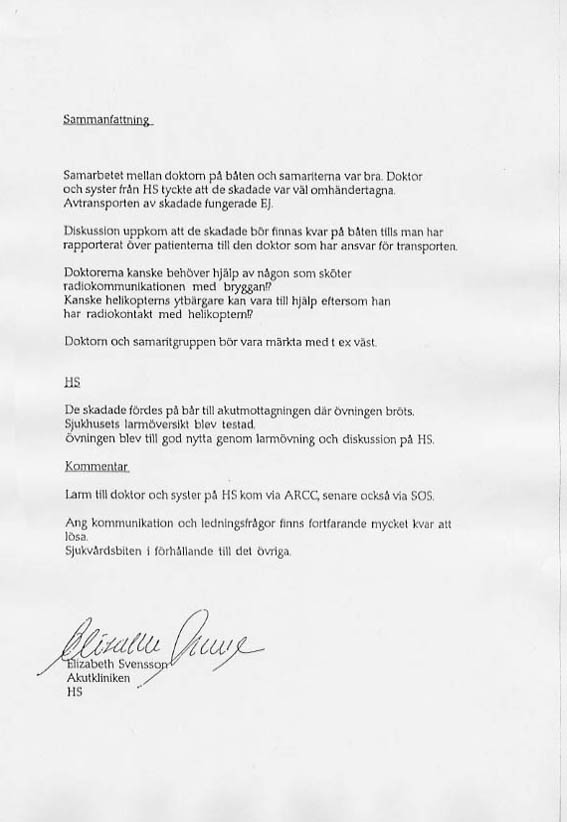 Sammanfattning
Samarbetet mellan doktorn på båten och samariterna var bra. Doktor
och syster från HS tyckte att de skadade var väl omhändertagna.
Avtransporten av skadade fungerade EJ.
Diskussion uppkom att de skadade bör finnas kvar på båten tills man har
rapporterat över patienterna till den doktor som har ansvar för transporten.
Doktorerna kanske behöver hjälp av någon som sköter
radiokommunikationen med bryggan!?
Kanske helikopterns ytbärgare kan vara till hjälp eftersom han
har radiokontakt med helikoptern!?
Doktorn och samaritgruppen bör vara märkta med t ex väst.
HS
De skadade fördes på bår till akutmottagningen där övningen bröts.
Sjukhusets larmöversikt blev testad.
Övningen blev till god nytta genom larmövning och diskussion på HS.
Kommentar
Larm till doktor och syster på HS kom via ARCC, senare också via SOS.
Ang kommunikation och ledningsfrågor finns fortfarande mycket kvar att
lösa.
Sjukvårdsbiten i förhållande till det övriga.
Elizabeth Svensson
Akutkliniken
HS